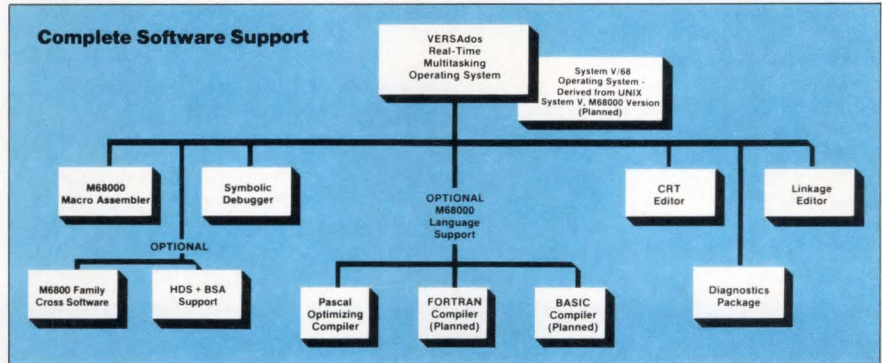 Complete Software Support
VERSAdos
Real-Time
Multitasking
Operating System
System V/68
Operating System -
Derived from UNIX
System V, M68000 Version
(Planned)
M68000
Macro Assembler
Symbolic
Debugger
OPTIONAL
M68000
Language
Support
CRT
Editor
Linkage
Editor
OPTIONAL
M6800 Family
Cross Software
HDS + BSA
Support
Pascal
Optimizing
Compiler
FORTRAN
Compiler
(Planned)
BASIC
Compiler
(Planned)
Diagnostics
Package